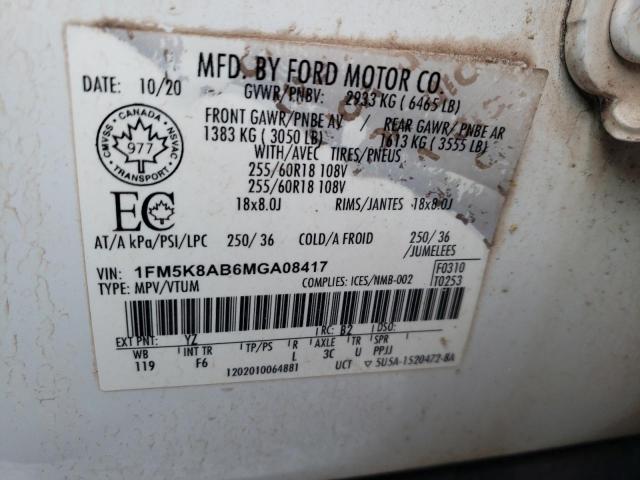 MFD. BY FORD MOTOR CO.
DATE: 10/20 GVWR/PNBV: 2933 KG ( 6465 LB)
FRONT GAWR/PNBE AV / REAR GAWR/PNBE AR
1383 KG ( 3050 LB) 1613 KG ( 3555 LB)
WITH/AVEC TIRES/PNEUS
255/60R18 108V
255/60R18 108V
18x8.0J RIMS/JANTES 18x8.0J
CANADA
CMVSS 977 NSVAC
TRANSPORT
EC
AT/A kPa/PSI/LPC 250/ 36 COLD/A FROID 250/ 36
/JUMELEES
VIN: 1FM5K8AB6MGA08417 F0310
TYPE: MPV/VTUM COMPLIES: ICES/NMB-002 T0253
EXT PNT: YZ RC: B2
WB INT TR TP/PS R AXLE TR SPR
119 F6 L 3C U PPJJ
1202010064881 UCT ▽ 5U5A-1520472-8A